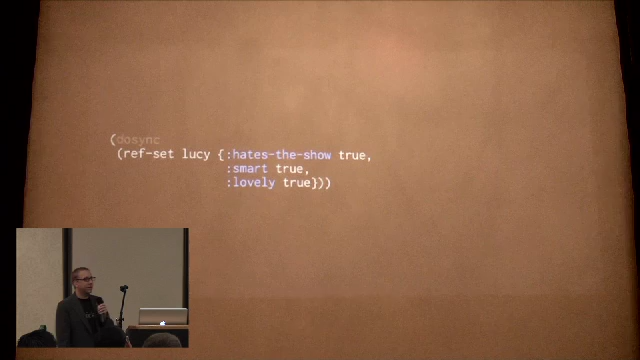 (dosync
(ref-set lucy {:hates-the-show true,
:smart true,
:lovely true}))